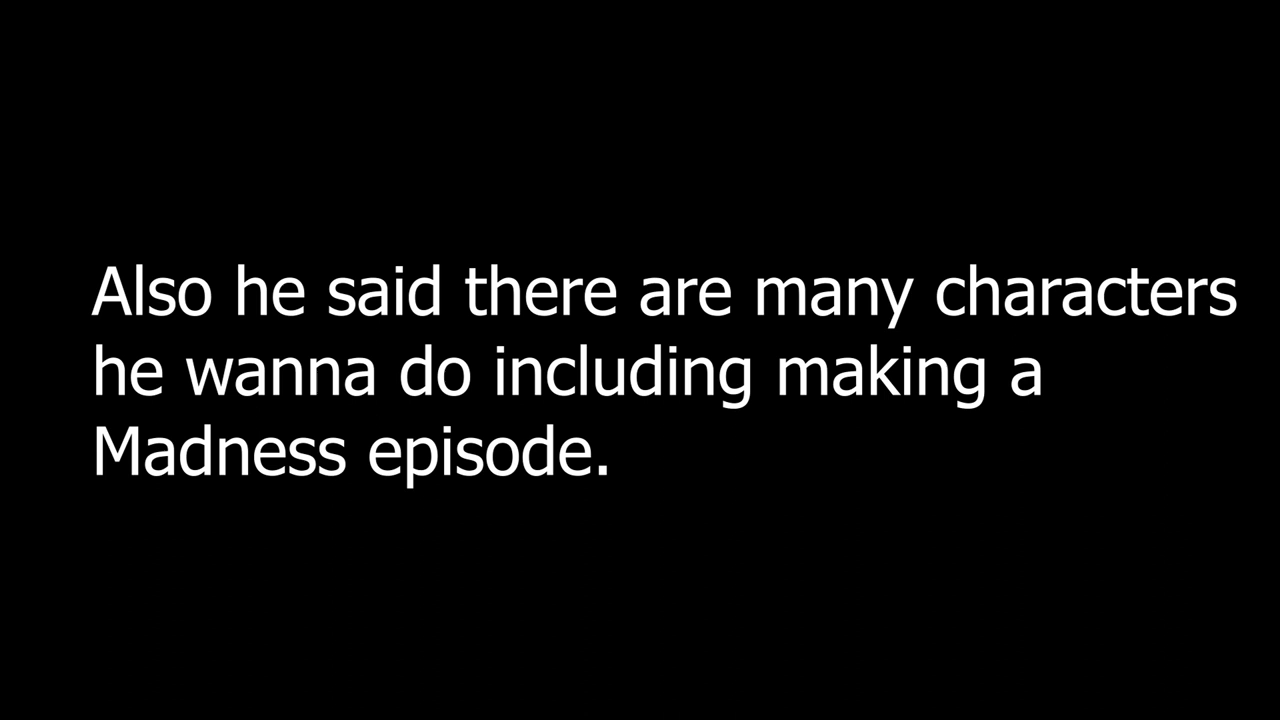 Also he said there are many characters
he wanna do including making a
Madness episode.